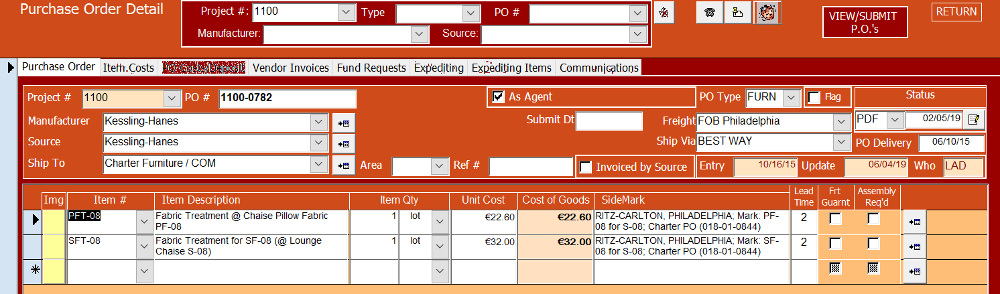 Purchase Order Detail
Project #: 1100 Type PO #
Manufacturer: Source:
VIEW/SUBMIT
P.O.'s
RETURN
Purchase Order Item Costs Vendor Invoices Fund Requests Expediting Expediting Items Communications
Project # 1100 PO # 1100-0782 As Agent PO Type FURN Flag Status
Manufacturer Kessling-Hanes Submit Dt Freight FOB Philadelphia PDF 02/05/19
Source Kessling-Hanes Ship Via BEST WAY PO Delivery 06/10/15
Ship To Charter Furniture / COM Area Ref # Invoiced by Source Entry 10/16/15 Update 06/04/19 Who LAD
Img Item # Item Description Item Qty Unit Cost Cost of Goods SideMark Lead Time Frt Guarnt Assembly Req'd
PFT-08 Fabric Treatment @ Chaise Pillow Fabric 1 lot €22.60 €22.60 RITZ-CARLTON, PHILADELPHIA; Mark: PF- 2
PF-08 08 for S-08; Charter PO (018-01-0844)
SFT-08 Fabric Treatment for SF-08 (@ Lounge 1 lot €32.00 €32.00 RITZ-CARLTON, PHILADELPHIA; Mark: SF- 2
Chaise S-08) 08 for S-08; Charter PO (018-01-0844)